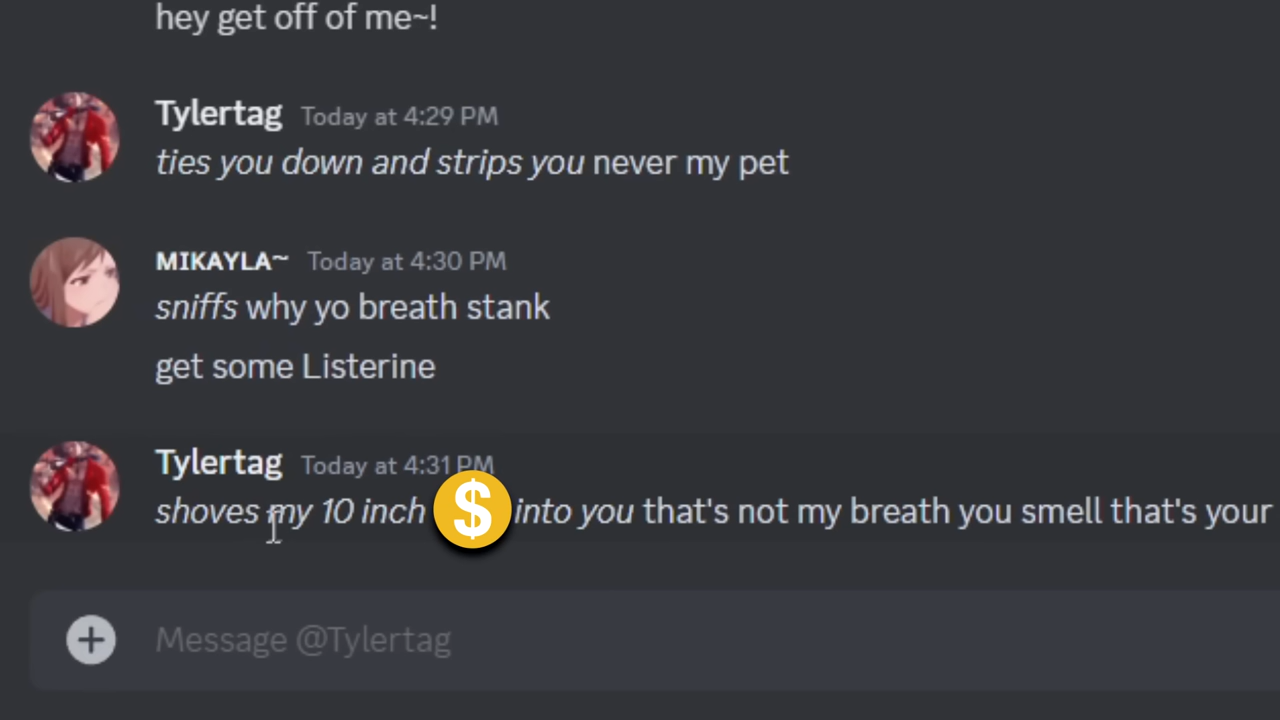 hey get off of me~!
Tylertag Today at 4:29 PM
ties you down and strips you never my pet
MIKAYLA~ Today at 4:30 PM
sniffs why yo breath stank
get some Listerine
Tylertag Today at 4:31 PM
shoves my 10 inch $ into you that's not my breath you smell that's your
Message @Tylertag